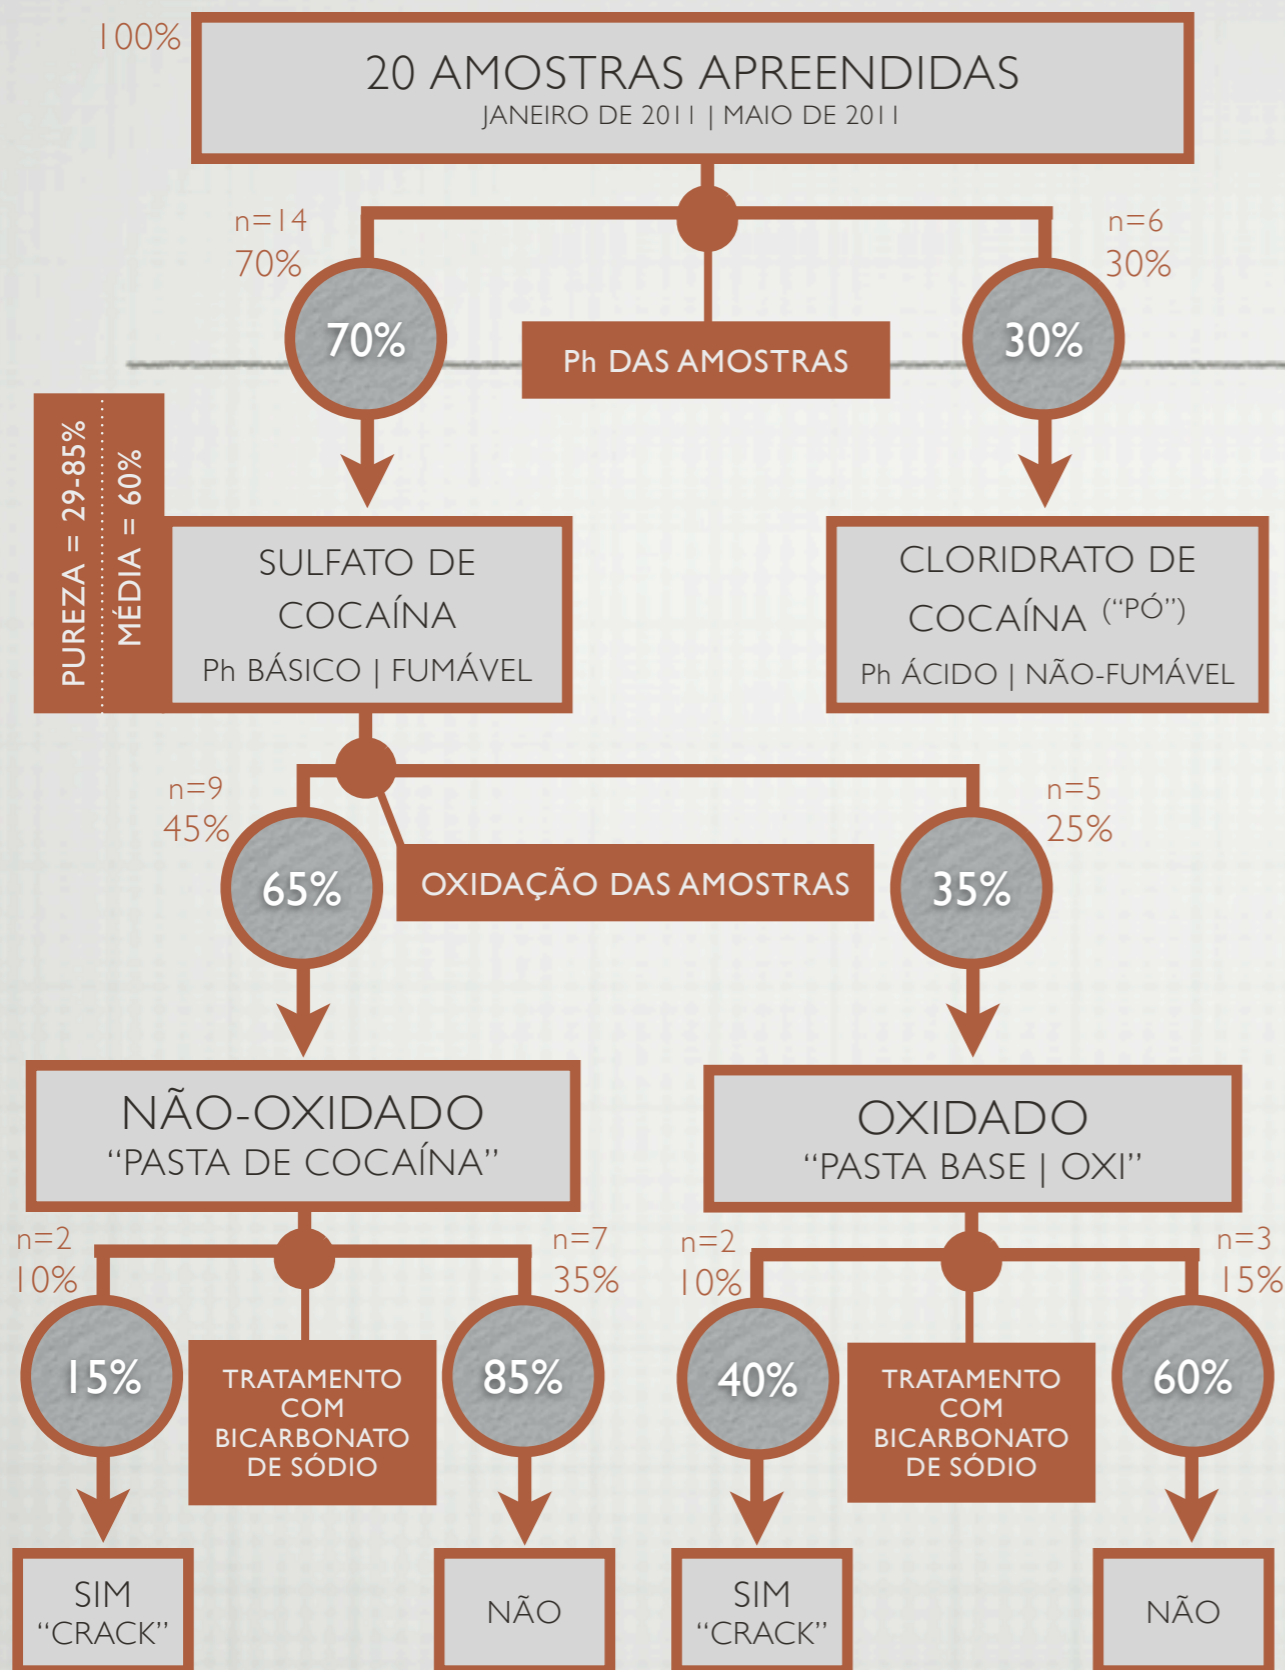 100%
20 AMOSTRAS APREENDIDAS
JANEIRO DE 2011 | MAIO DE 2011
n=14
70%
n=6
30%
70%
Ph DAS AMOSTRAS
30%
PUREZA = 29-85%
MÉDIA = 60%
SULFATO DE
COCAÍNA
Ph BÁSICO | FUMÁVEL
CLORIDRATO DE
COCAÍNA (“PÓ”)
Ph ÁCIDO | NÃO-FUMÁVEL
n=9
45%
n=5
25%
65%
OXIDAÇÃO DAS AMOSTRAS
35%
NÃO-OXIDADO
“PASTA DE COCAÍNA”
OXIDADO
“PASTA BASE | OXI”
n=2
10%
n=7
35%
n=2
10%
n=3
15%
15%
TRATAMENTO
COM
BICARBONATO
DE SÓDIO
85%
40%
TRATAMENTO
COM
BICARBONATO
DE SÓDIO
60%
SIM
“CRACK”
NÃO
SIM
“CRACK”
NÃO